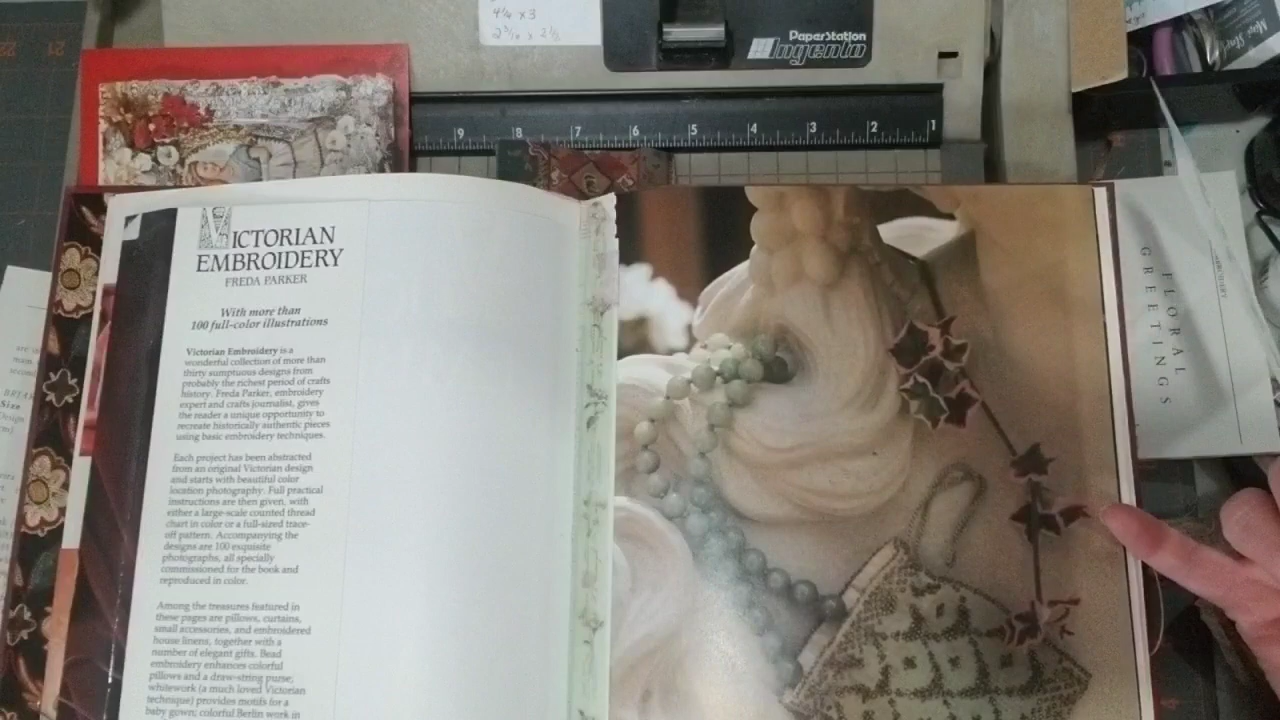 4 1/4 x 3
PaperStation
Ingento
9 8 7 6 5 4 3 2 1
21
VICTORIAN
EMBROIDERY
FREDA PARKER
With more than
100 full-color illustrations
Victorian Embroidery is a
wonderful collection of more than
thirty sumptuous designs from
probably the richest period of crafts
history. Freda Parker, embroidery
expert and crafts journalist, gives
the reader a unique opportunity to
recreate historically authentic pieces
using basic embroidery techniques.
Each project has been abstracted
from an original Victorian design
and starts with beautiful color
location photography. Full practical
instructions are then given, with
either a large-scale counted thread
chart in color or a full-sized trace-
off pattern. Accompanying the
designs are 100 exquisite
photographs, all specially
commissioned for the book and
reproduced in color.
Among the treasures featured in
these pages are pillows, curtains,
small accessories, and embroidered
house linens, together with a
number of elegant gifts. Bead
embroidery enhances colorful
pillows and a draw-string purse,
whitework (a much loved Victorian
technique) provides motifs for a
baby gown; colorful Berlin work in
FLORAL
GREETINGS